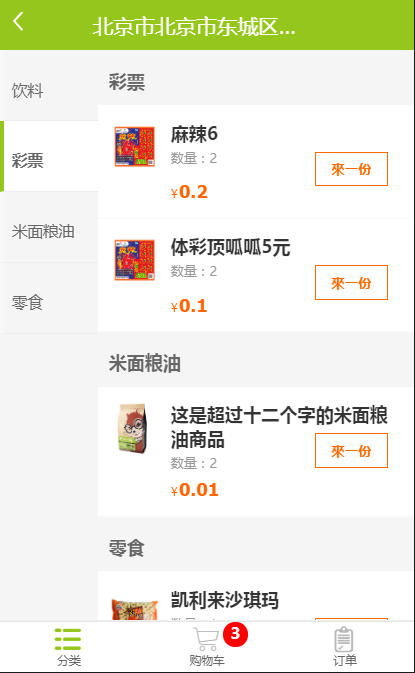 北京市北京市东城区...
饮料
彩票
米面粮油
零食
彩票
麻辣6
数量：2
¥0.2
來一份
体彩顶呱呱5元
数量：2
¥0.1
來一份
米面粮油
这是超过十二个字的米面粮
油商品
数量：2
¥0.01
來一份
零食
凯利来沙琪玛
分类
购物车
3
订单